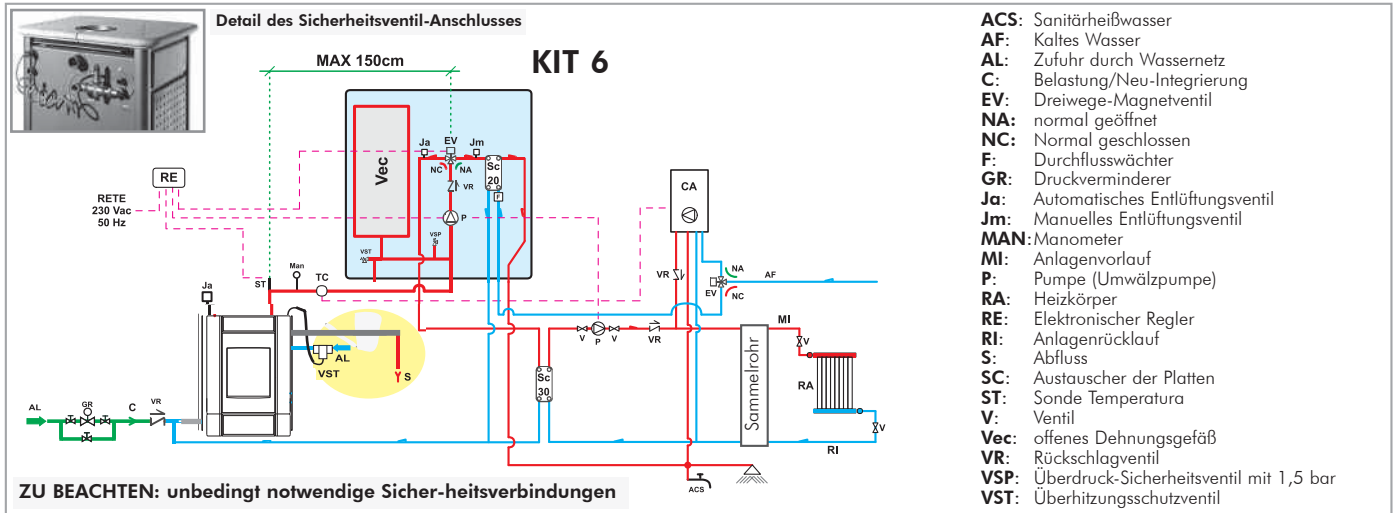 Detail des Sicherheitsventil-Anschlusses
KIT 6
MAX 150cm
Vec
Ja
EV
Jm
NC
NA
Sc
20
F
VR
P
VSP
VST
RE
RETE
230 Vac
50 Hz
CA
Man
TC
ST
Ja
VR
NA
AF
EV
NC
MI
V
P
V
VR
V
AL
VST
S
Sc
30
Sammelrohr
RA
AL
GR
C
VR
V
RI
ACS
ZU BEACHTEN: unbedingt notwendige Sicher-heitsverbindungen
ACS: Sanitärheißwasser
AF: Kaltes Wasser
AL: Zufuhr durch Wassernetz
C: Belastung/Neu-Integrierung
EV: Dreiwege-Magnetventil
NA: normal geöffnet
NC: Normal geschlossen
F: Durchflusswächter
GR: Druckverminderer
Ja: Automatisches Entlüftungsventil
Jm: Manuelles Entlüftungsventil
MAN: Manometer
MI: Anlagenvorlauf
P: Pumpe (Umwälzpumpe)
RA: Heizkörper
RE: Elektronischer Regler
RI: Anlagenrücklauf
S: Abfluss
SC: Austauscher der Platten
ST: Sonde Temperatura
V: Ventil
Vec: offenes Dehnungsgefäß
VR: Rückschlagventil
VSP: Überdruck-Sicherheitsventil mit 1,5 bar
VST: Überhitzungsschutzventil